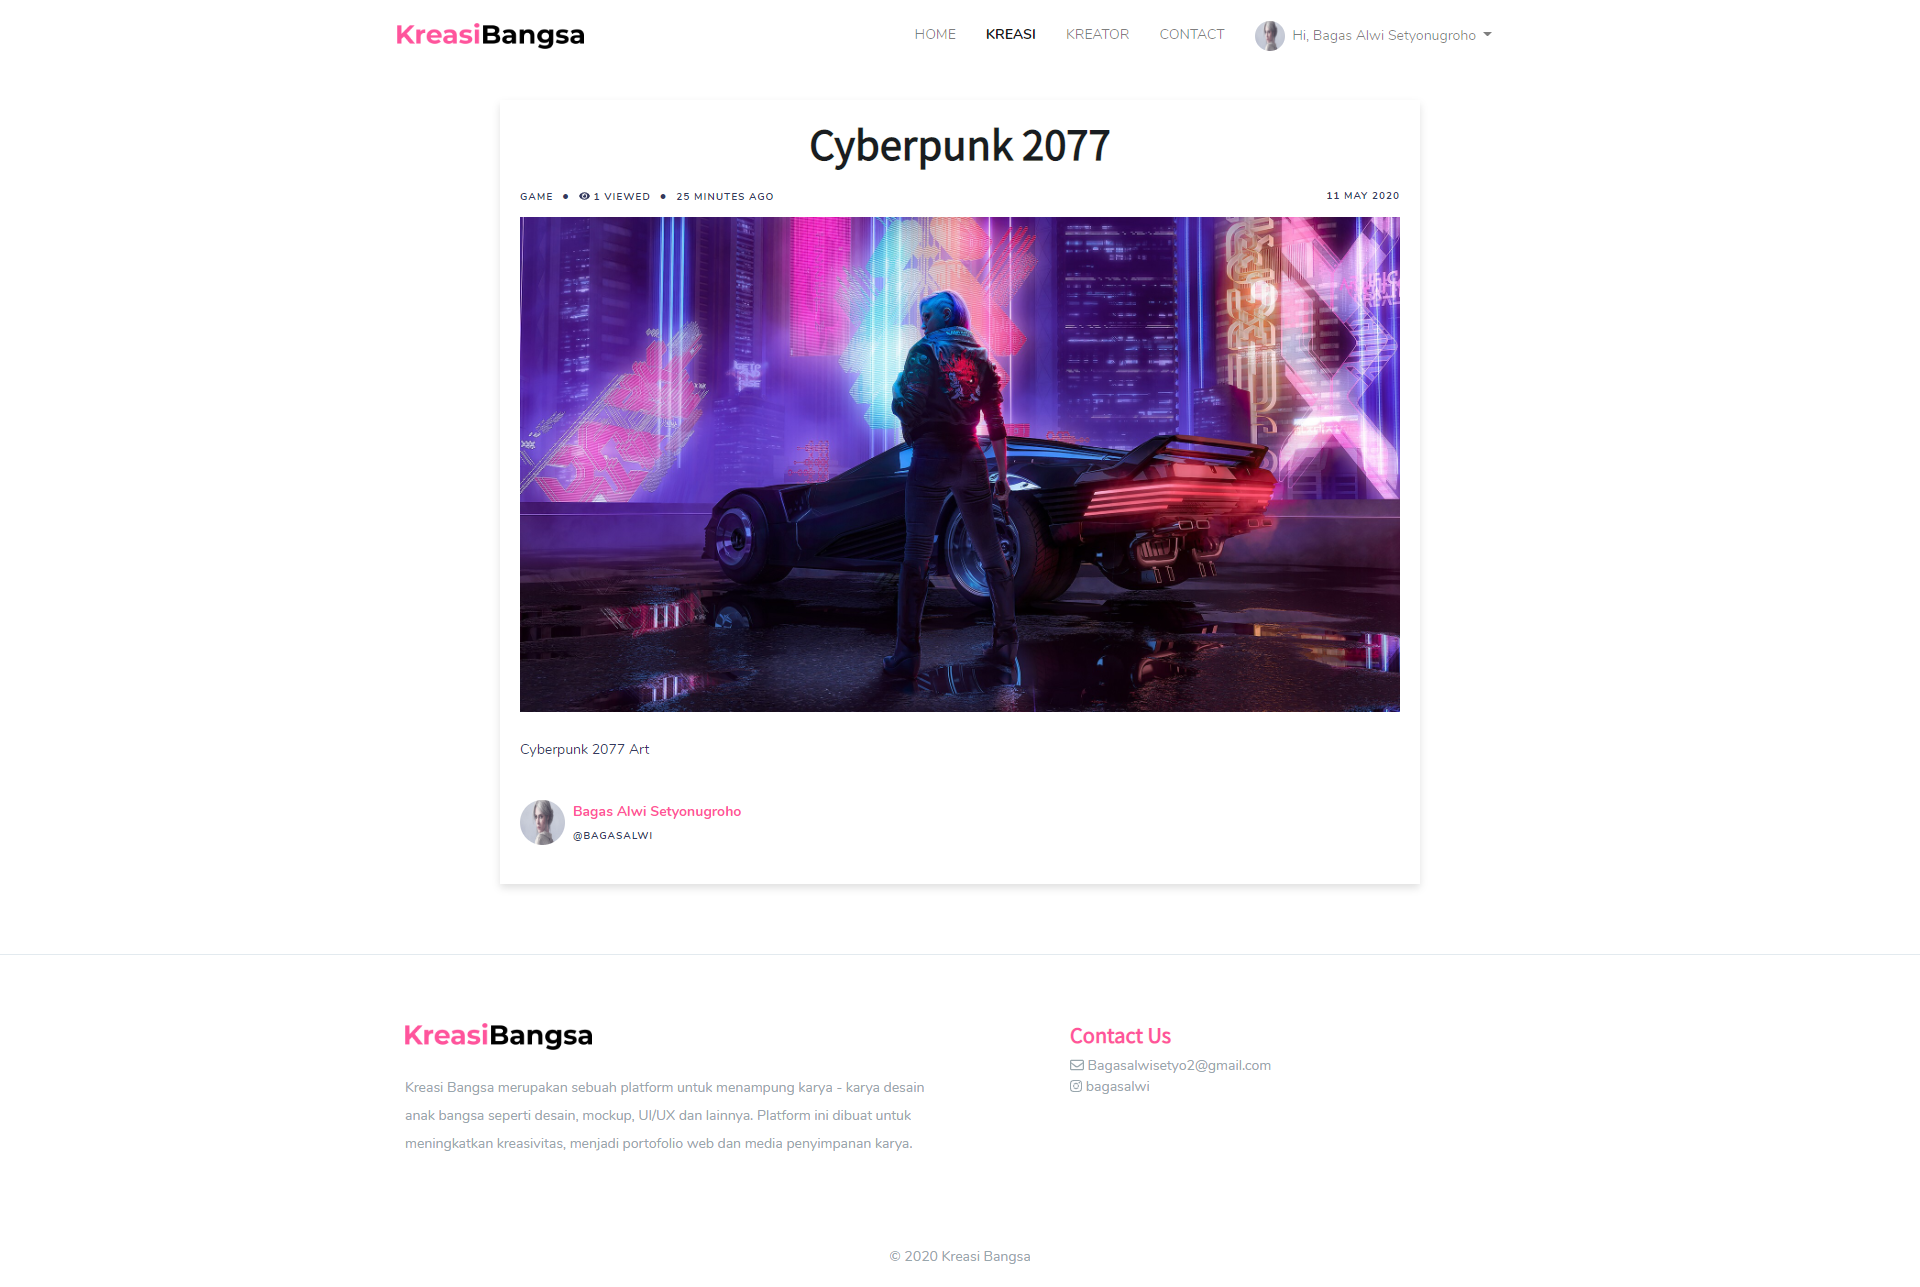 KreasiBangsa
HOME KREASI KREATOR CONTACT Hi, Bagas Alwi Setyonugroho
Cyberpunk 2077
GAME • 1 VIEWED • 25 MINUTES AGO 11 MAY 2020
Cyberpunk 2077 Art
Bagas Alwi Setyonugroho
@BAGASALWI
KreasiBangsa
Kreasi Bangsa merupakan sebuah platform untuk menampung karya - karya desain
anak bangsa seperti desain, mockup, UI/UX dan lainnya. Platform ini dibuat untuk
meningkatkan kreasivitas, menjadi portofolio web dan media penyimpanan karya.
Contact Us
Bagasalwisetyo2@gmail.com
bagasalwi
© 2020 Kreasi Bangsa